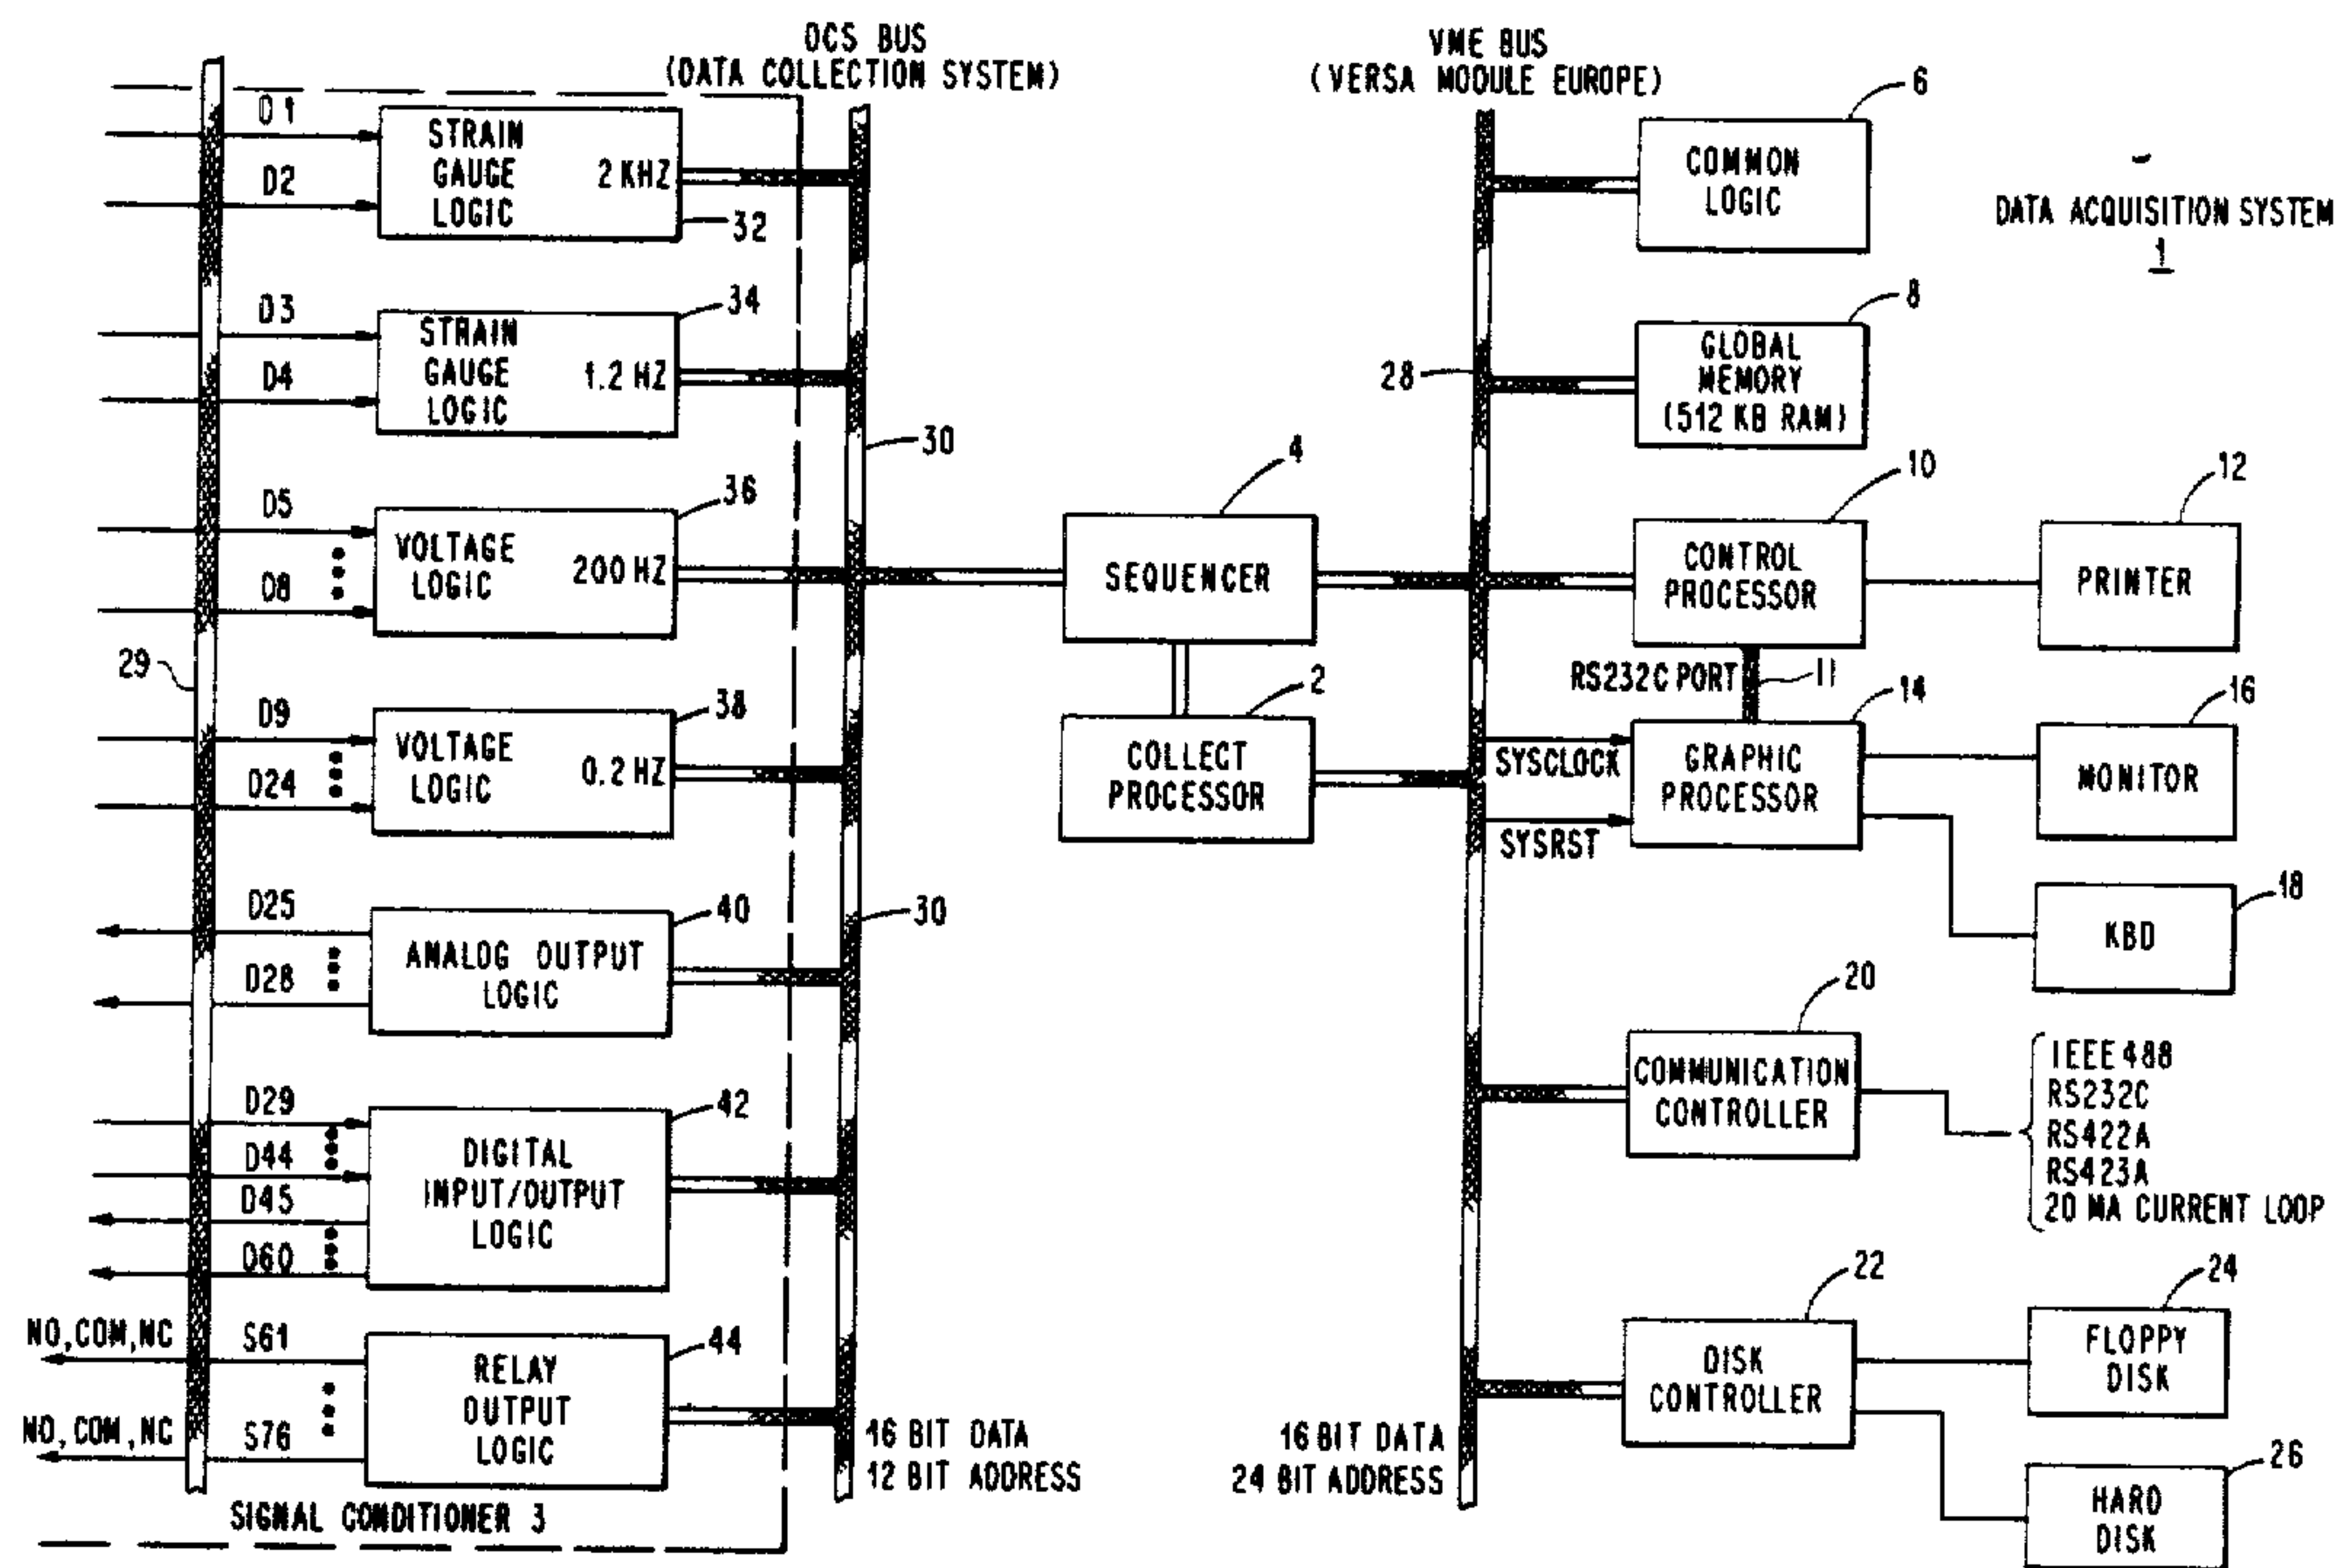 DCS BUS
(DATA COLLECTION SYSTEM)
VME BUS
(VERSA MODULE EUROPE)
D1
D2
STRAIN
GAUGE
LOGIC
2 KHZ
32
D3
D4
STRAIN
GAUGE
LOGIC
1.2 HZ
34
30
D5
D8
VOLTAGE
LOGIC
200 HZ
36
29
D9
D24
VOLTAGE
LOGIC
0.2 HZ
38
D25
D28
ANALOG OUTPUT
LOGIC
40
30
D29
D44
D45
D60
DIGITAL
INPUT/OUTPUT
LOGIC
42
NO,COM,NC
S61
NO,COM,NC
S76
RELAY
OUTPUT
LOGIC
44
SIGNAL CONDITIONER 3
16 BIT DATA
12 BIT ADDRESS
SEQUENCER
4
COLLECT
PROCESSOR
2
28
16 BIT DATA
24 BIT ADDRESS
COMMON
LOGIC
6
DATA ACQUISITION SYSTEM
1
GLOBAL
MEMORY
(512 KB RAM)
8
CONTROL
PROCESSOR
10
PRINTER
12
RS232C PORT
11
SYSCLOCK
SYSRST
GRAPHIC
PROCESSOR
14
MONITOR
16
KBD
18
COMMUNICATION
CONTROLLER
20
IEEE 488
RS232C
RS422A
RS423A
20 MA CURRENT LOOP
DISK
CONTROLLER
22
FLOPPY
DISK
24
HARD
DISK
26